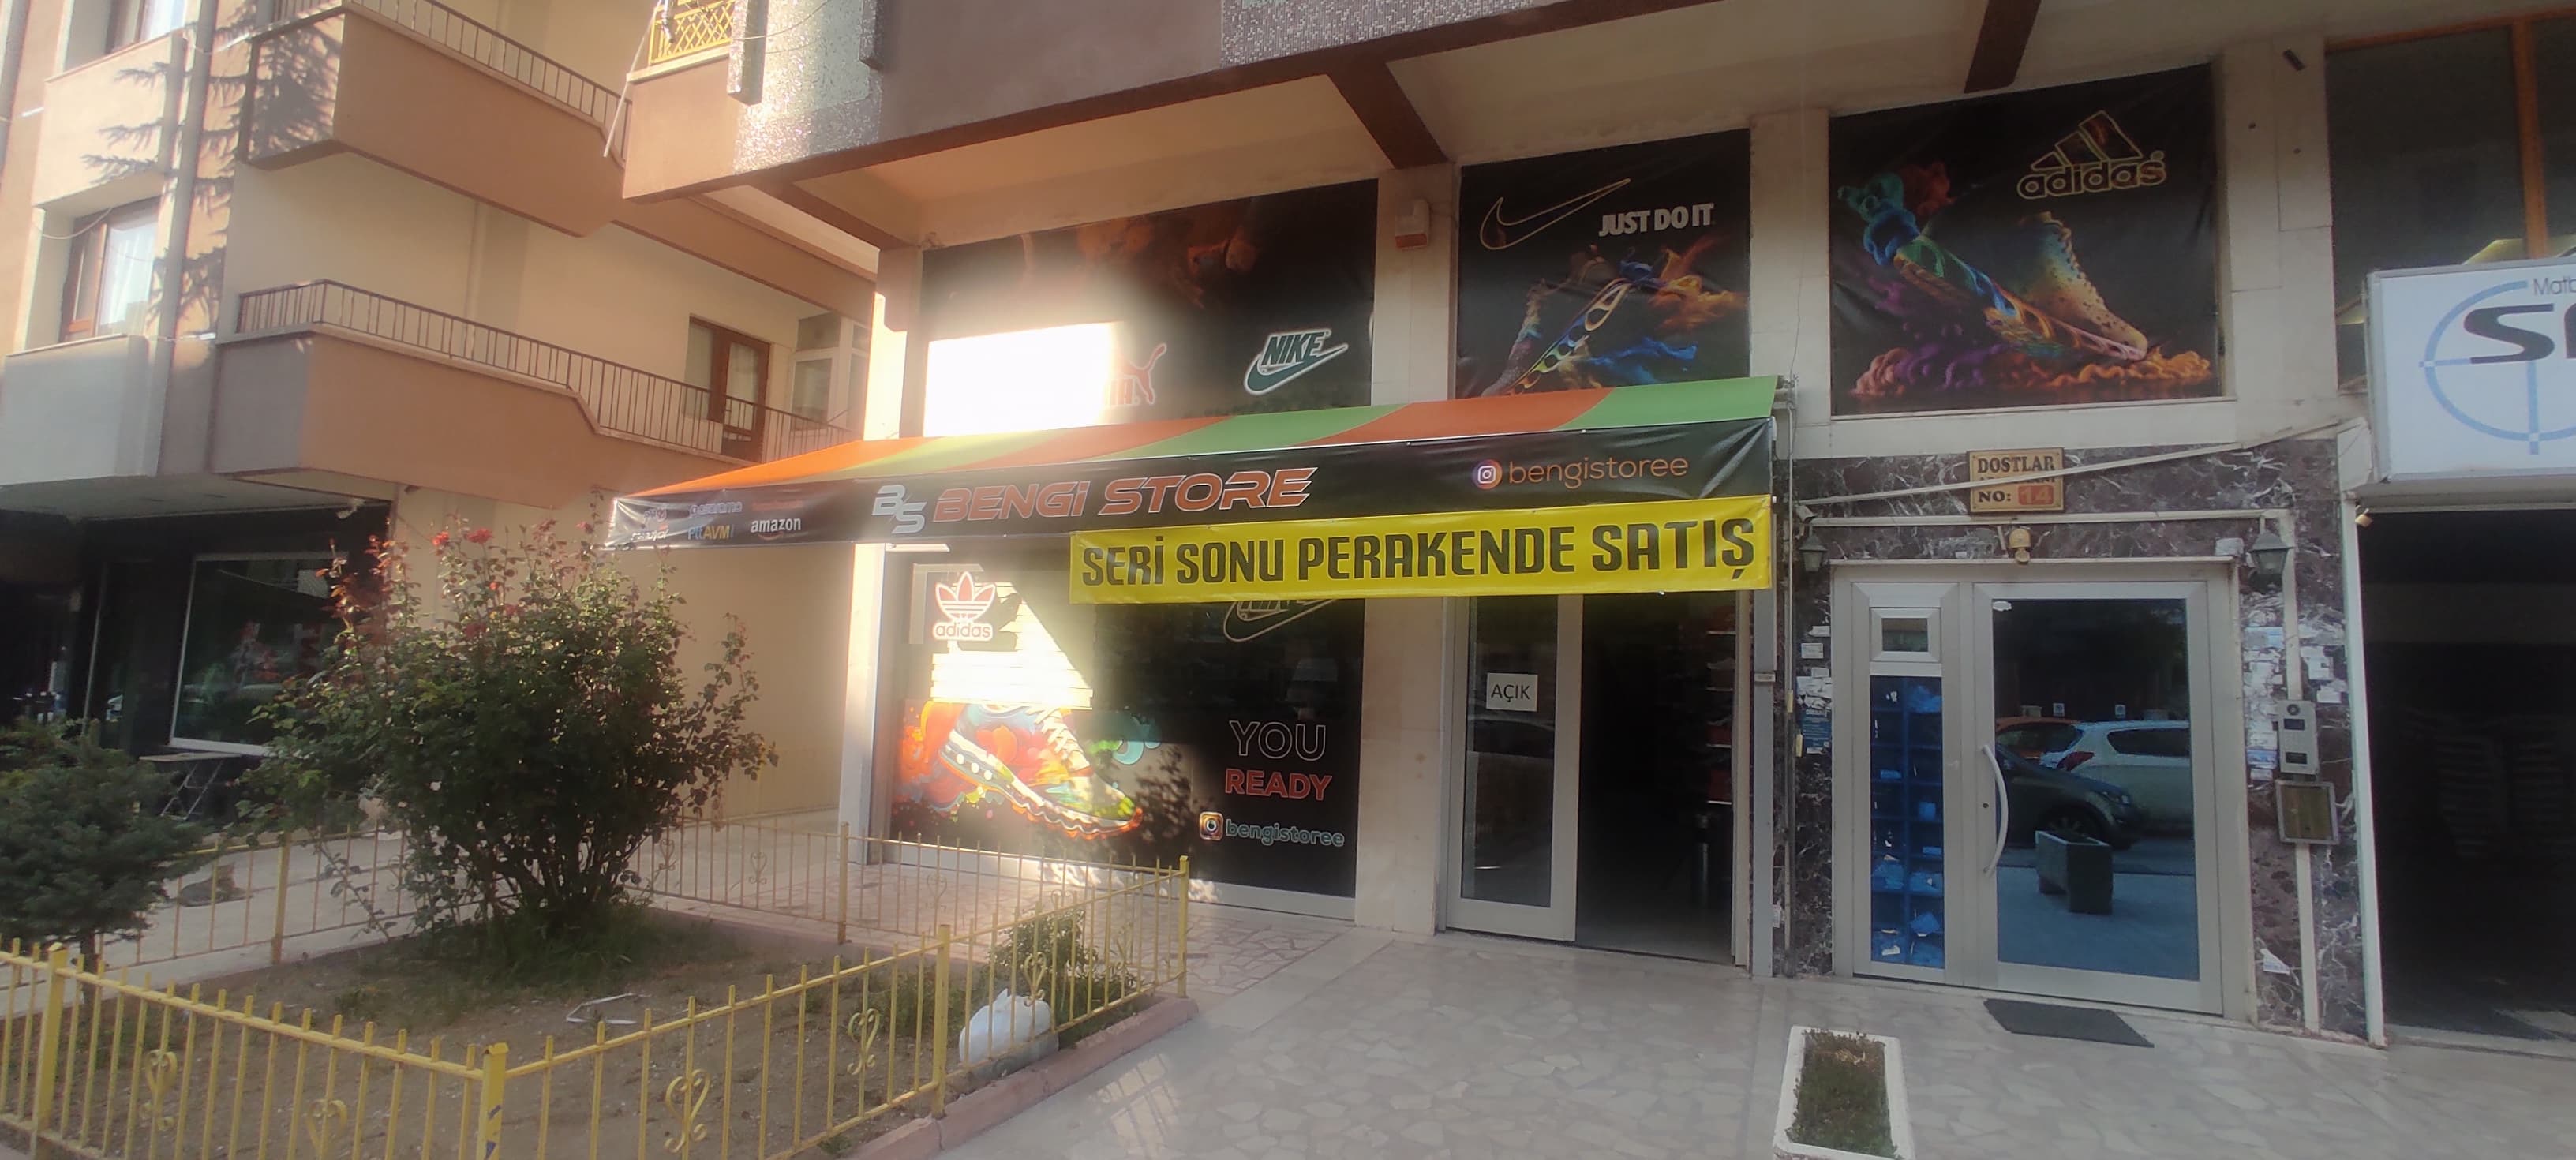 JUST DO IT
adidas
NIKE
DOSTLAR
NO: 14
BS BENGi STORE
bengistoree
pazarama
PttAVM
amazon
SERİ SONU PERAKENDE SATIŞ
adidas
AÇIK
YOU
READY
bengistoree